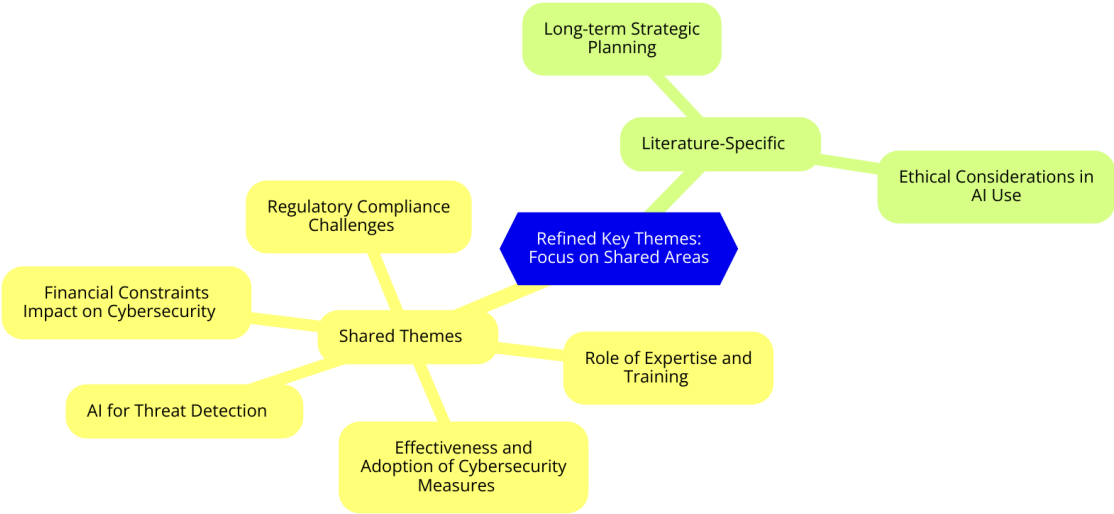 Long-term Strategic
Planning
Literature-Specific
Ethical Considerations in
AI Use
Regulatory Compliance
Challenges
Refined Key Themes:
Focus on Shared Areas
Financial Constraints
Impact on Cybersecurity
Shared Themes
Role of Expertise and
Training
AI for Threat Detection
Effectiveness and
Adoption of Cybersecurity
Measures